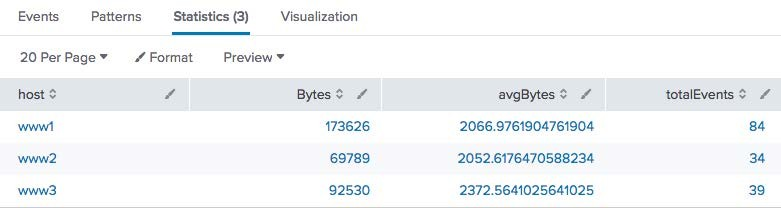 Events Patterns Statistics (3) Visualization
20 Per Page Format Preview
host Bytes avgBytes totalEvents
www1 173626 2066.9761904761904 84
www2 69789 2052.6176470588234 34
www3 92530 2372.5641025641025 39